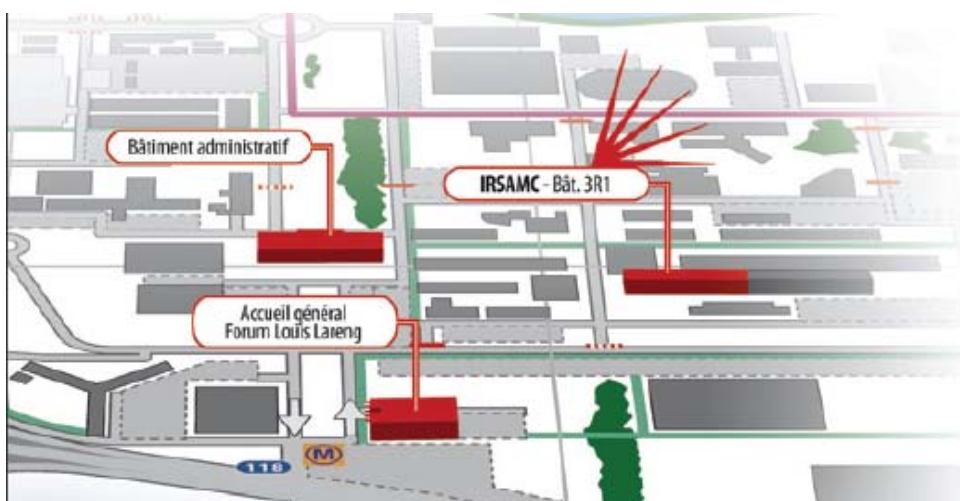 Bâtiment administratif
IRSAMC - Bât. 3R1
Accueil général
Forum Louis Lareng
118
M